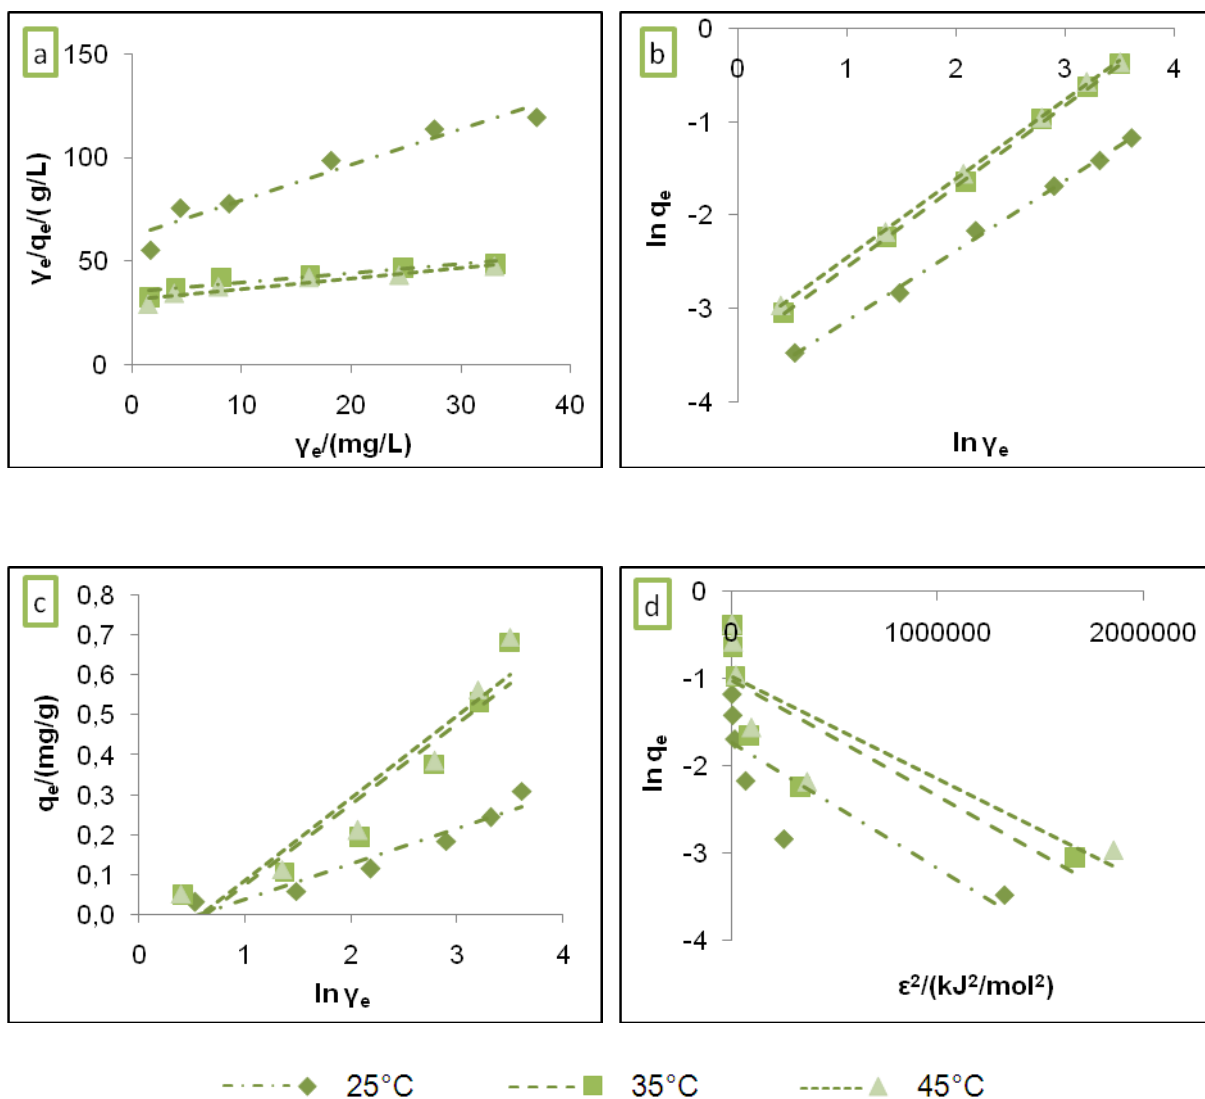 a
150
100
50
0
0 10 20 30 40
γe/qe/( g/L)
γe/(mg/L)
b
0
0 1 2 3 4
-1
-2
-3
-4
ln qe
ln γe
c
0,8
0,7
0,6
0,5
0,4
0,3
0,2
0,1
0,0
0 1 2 3 4
qe/(mg/g)
ln γe
d
0
0 1000000 2000000
-1
-2
-3
-4
ln qe
ε²/(kJ²/mol²)
25°C 35°C 45°C